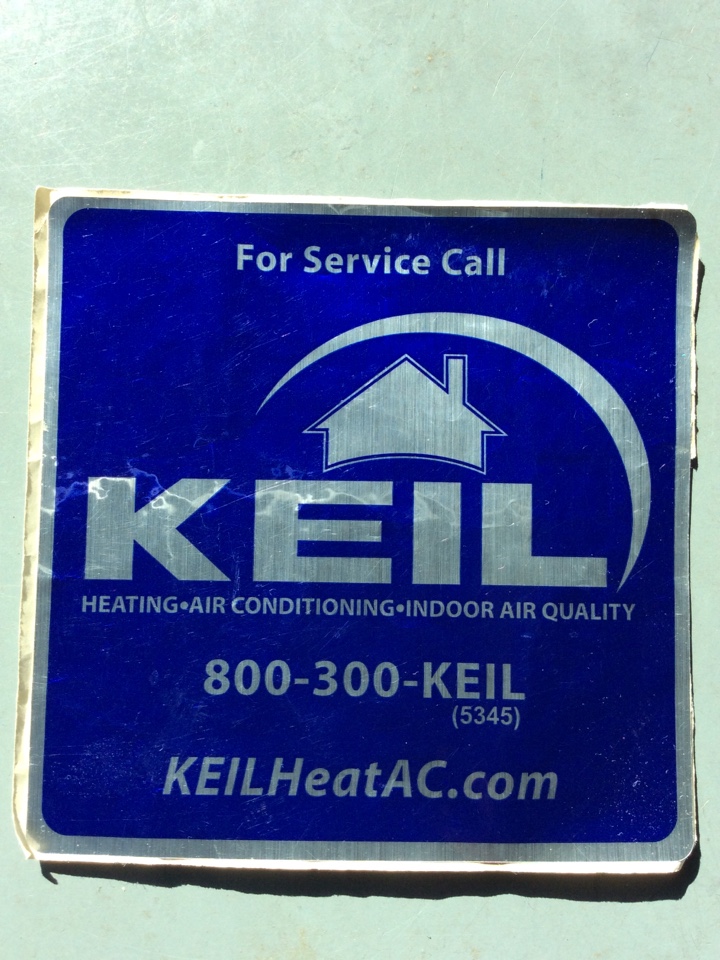 For Service Call
KEIL
HEATING•AIR CONDITIONING•INDOOR AIR QUALITY
800-300-KEIL
(5345)
KEILHeatAC.com